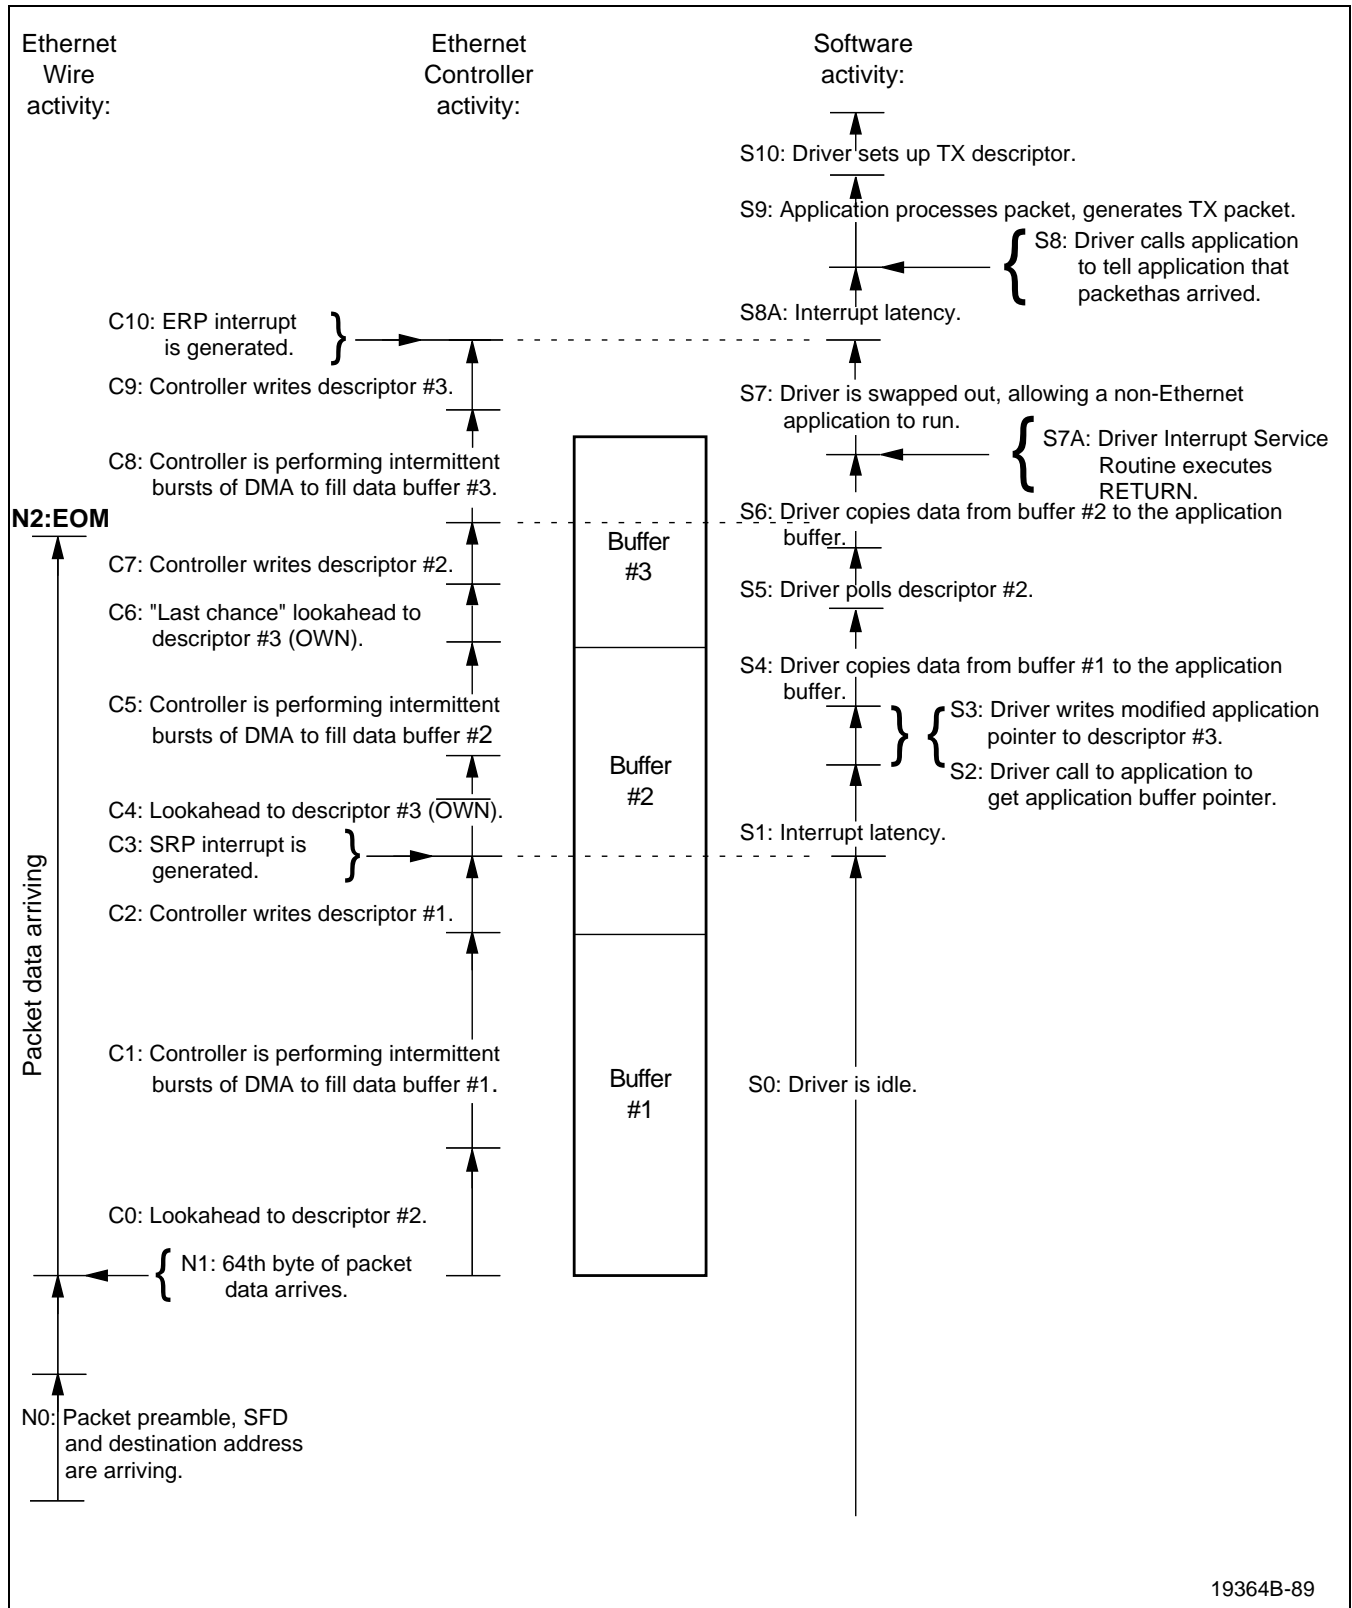 Ethernet
Wire
activity:
Ethernet
Controller
activity:
Software
activity:
S10: Driver sets up TX descriptor.
S9: Application processes packet, generates TX packet.
S8: Driver calls application
to tell application that
packethas arrived.
S8A: Interrupt latency.
C10: ERP interrupt
is generated.
C9: Controller writes descriptor #3.
S7: Driver is swapped out, allowing a non-Ethernet
application to run.
S7A: Driver Interrupt Service
Routine executes
RETURN.
C8: Controller is performing intermittent
bursts of DMA to fill data buffer #3.
N2:EOM
S6: Driver copies data from buffer #2 to the application
buffer.
Buffer
#3
C7: Controller writes descriptor #2.
S5: Driver polls descriptor #2.
C6: "Last chance" lookahead to
descriptor #3 (OWN).
S4: Driver copies data from buffer #1 to the application
buffer.
C5: Controller is performing intermittent
bursts of DMA to fill data buffer #2
S3: Driver writes modified application
pointer to descriptor #3.
Buffer
#2
S2: Driver call to application to
get application buffer pointer.
C4: Lookahead to descriptor #3 (O̅W̅N̅).
S1: Interrupt latency.
C3: SRP interrupt is
generated.
C2: Controller writes descriptor #1.
Packet data arriving
C1: Controller is performing intermittent
bursts of DMA to fill data buffer #1.
Buffer
#1
S0: Driver is idle.
C0: Lookahead to descriptor #2.
N1: 64th byte of packet
data arrives.
N0: Packet preamble, SFD
and destination address
are arriving.
19364B-89